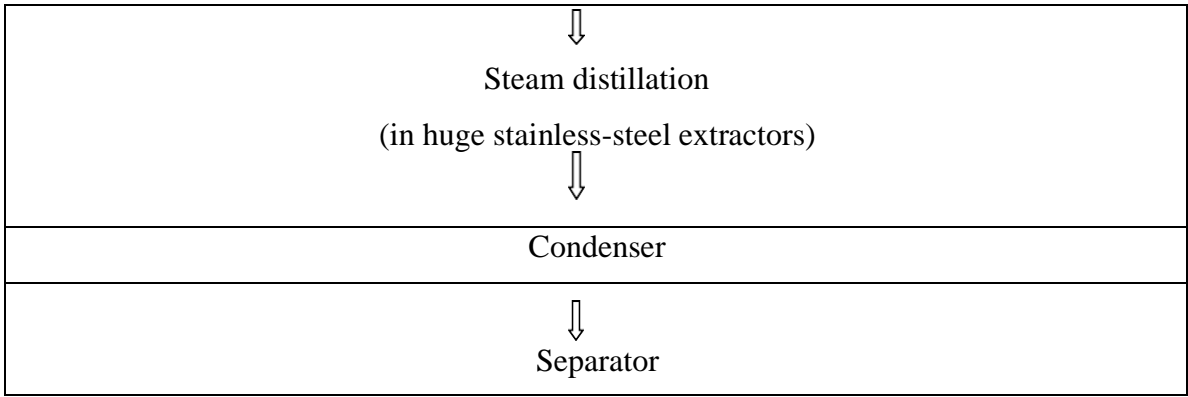 Steam distillation
(in huge stainless-steel extractors)
Condenser
Separator